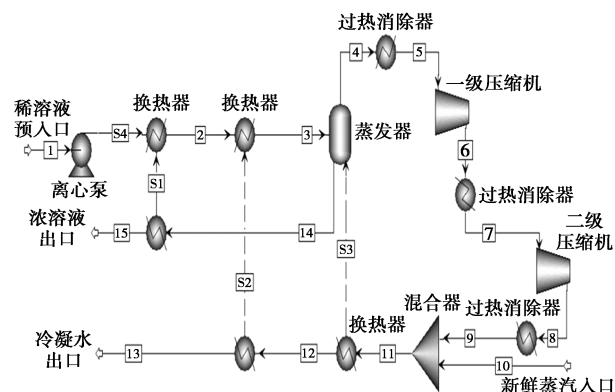 过热消除器
4
5
一级压缩机
稀溶液
预入口
换热器
换热器
S4
2
3
蒸发器
1
6
离心泵
S1
过热消除器
浓溶液
出口
15
14
7
二级
压缩机
S3
S2
混合器
过热消除器
冷凝水
出口
换热器
13
12
11
9
8
10
新鲜蒸汽入口